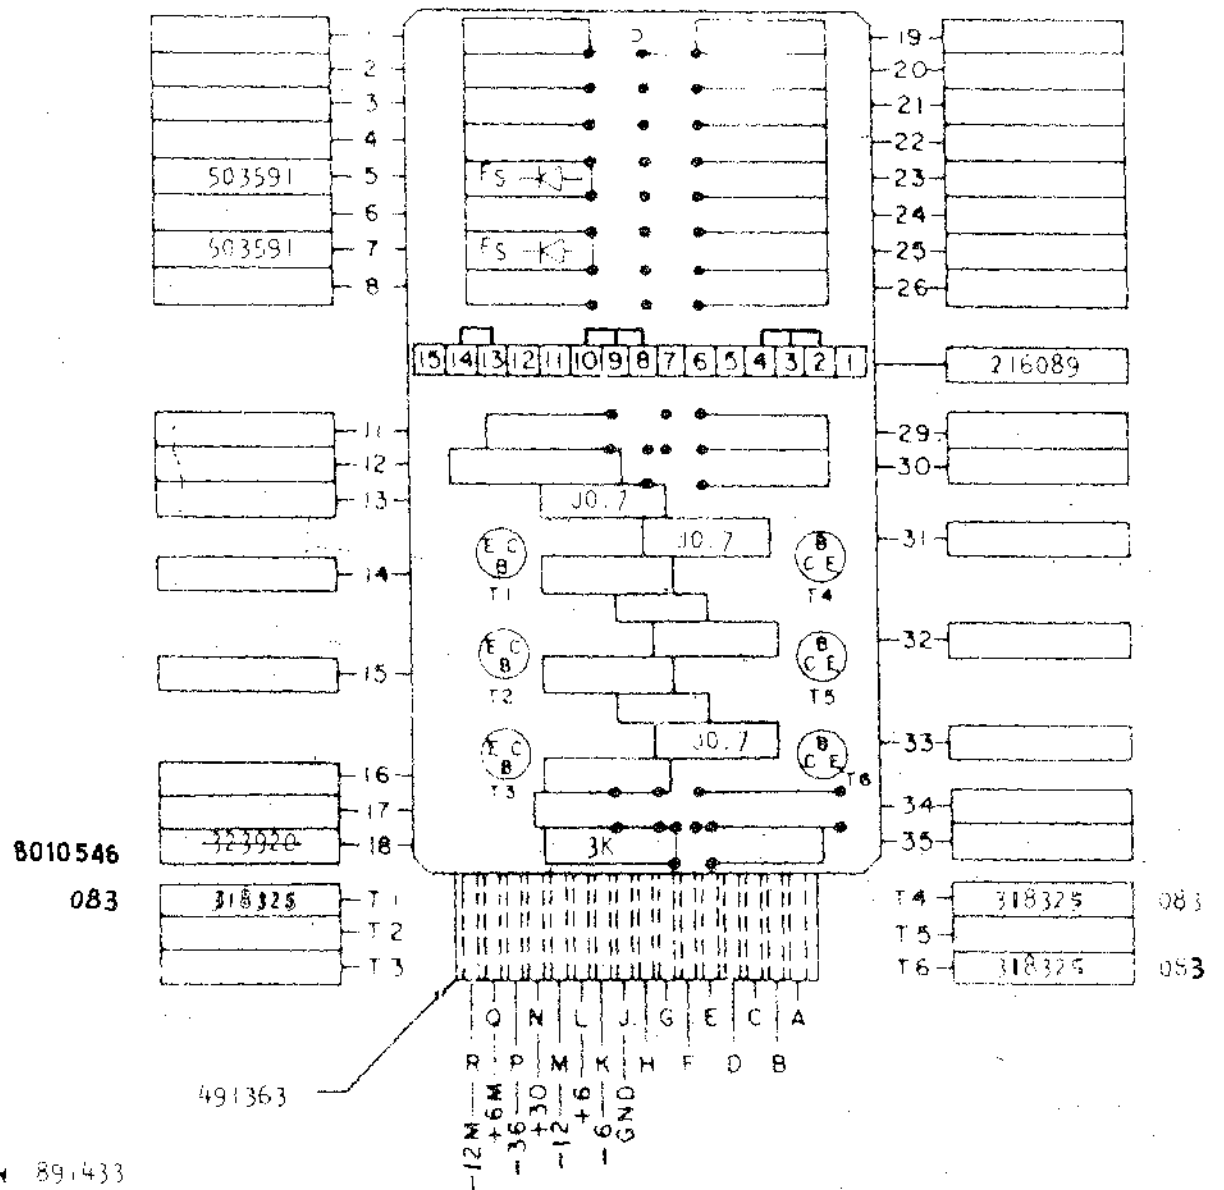 1 19
2 20
3 21
4 22
503591 5 FS 23
6 24
503591 7 FS 25
8 26
15 14 13 12 11 10 9 8 7 6 5 4 3 2 1 216089
11 29
12 30
13 J0.7
J0.7 31
E C B B C E
14 T1 T4
32
E C B B C E
15 T2 T5
J0.7 33
E C B B C E
16 T3 T6
17 34
8010546 323920 18 3K 35
083 318325 T1 T4 318325 083
T2 T5
T3 T6 318325 083
Q N L J G E C A
R P M K H F D B
491363
-12M +6M -36 +30 -12 +6 -6 GND
891433